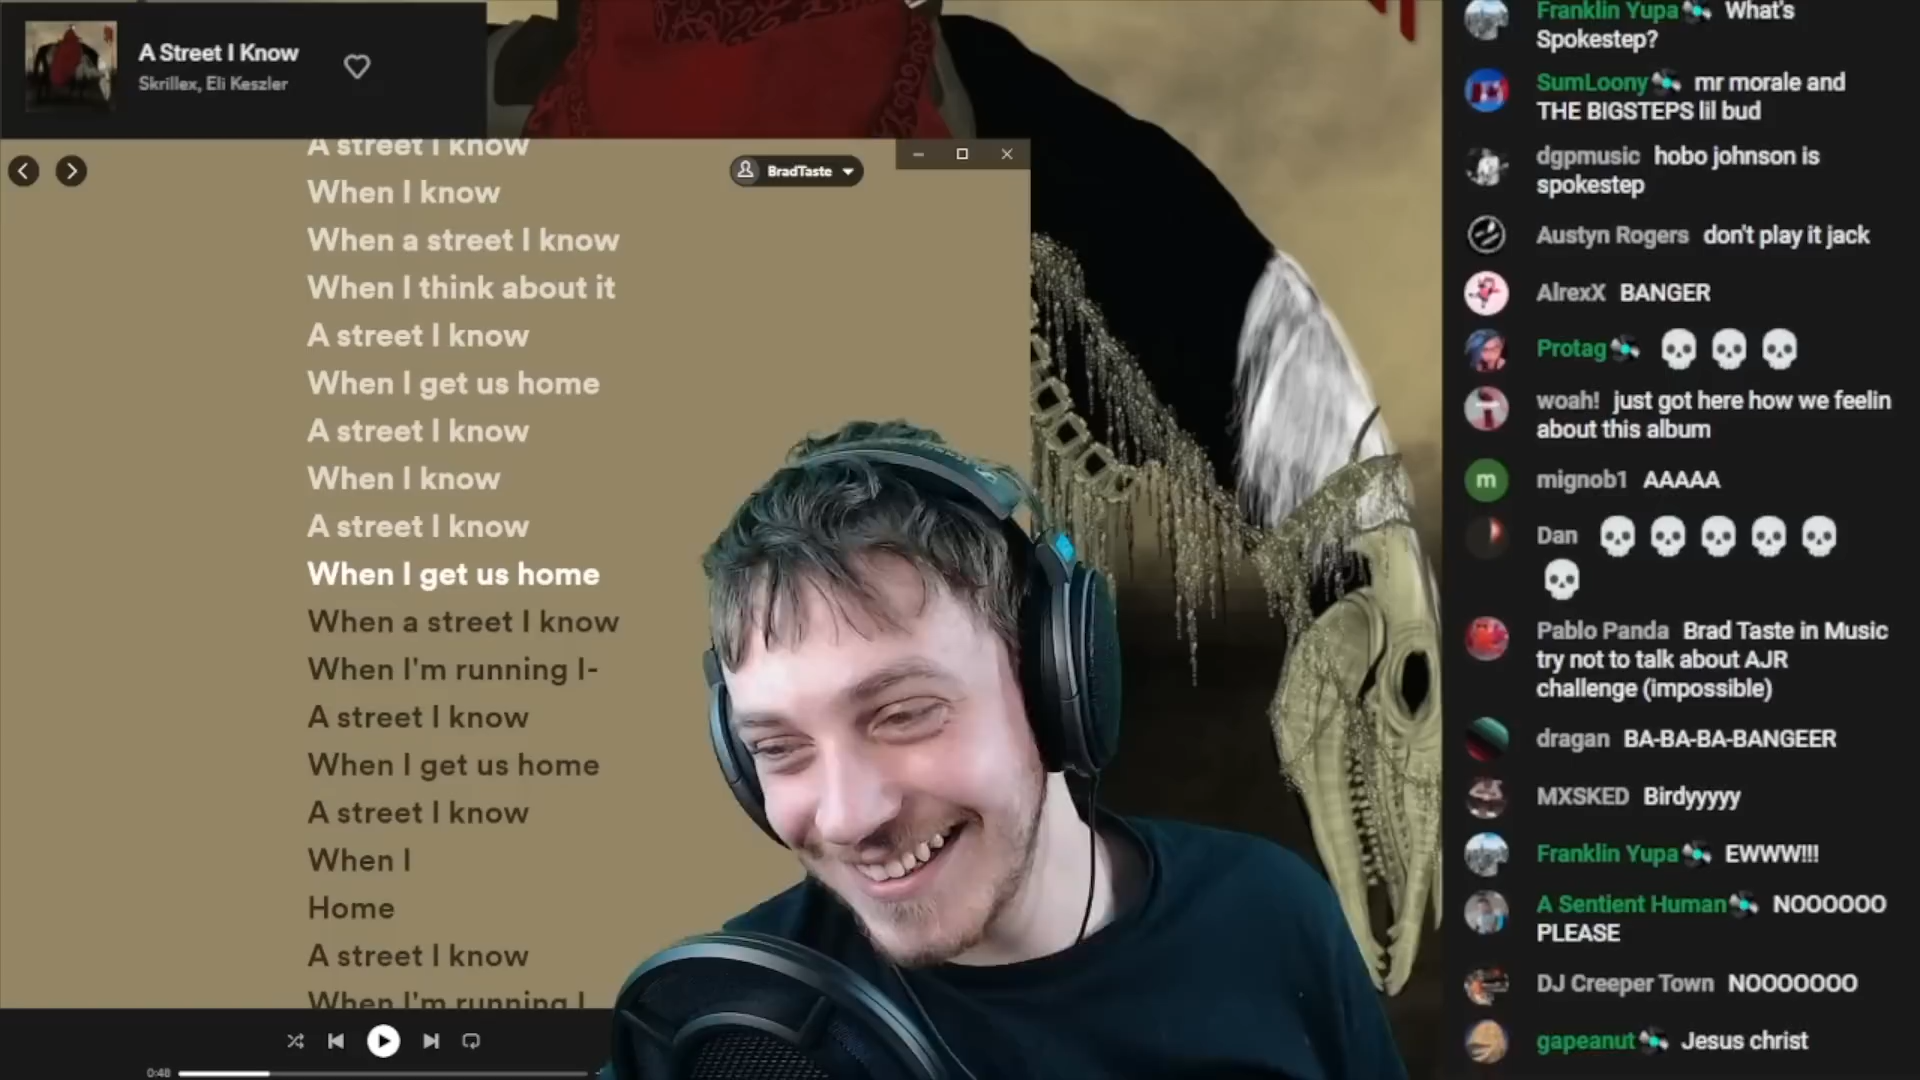 A Street I Know
Skrillex, Eli Keszler
BradTaste
A street I know
When I know
When a street I know
When I think about it
A street I know
When I get us home
A street I know
When I know
A street I know
When I get us home
When a street I know
When I'm running I-
A street I know
When I get us home
A street I know
When I
Home
A street I know
When I'm running I
0:48
Franklin Yupa What's
Spokestep?
SumLoony mr morale and
THE BIGSTEPS lil bud
dgpmusic hobo johnson is
spokestep
Austyn Rogers don't play it jack
AlrexX BANGER
Protag 💀 💀 💀
woah! just got here how we feelin
about this album
m
mignob1 AAAAA
Dan 💀 💀 💀 💀 💀
💀
Pablo Panda Brad Taste in Music
try not to talk about AJR
challenge (impossible)
dragan BA-BA-BA-BANGEER
MXSKED Birdyyyyy
Franklin Yupa EWWW!!!
A Sentient Human NOOOOOO
PLEASE
DJ Creeper Town NOOOOOOO
gapeanut Jesus christ